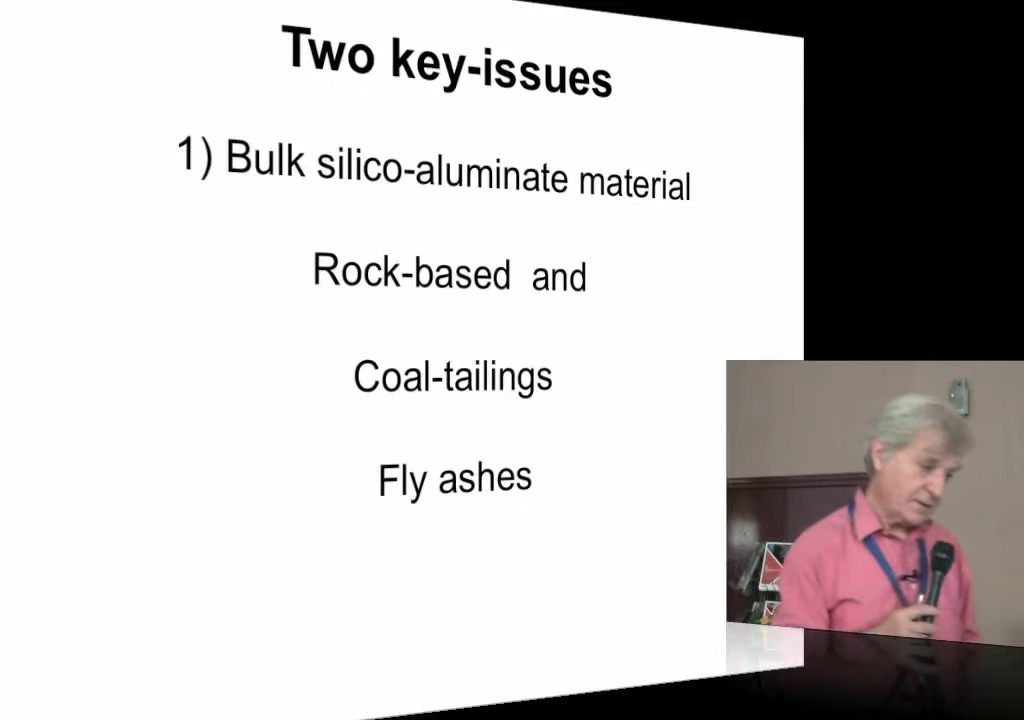 Two key-issues
1) Bulk silico-aluminate material
Rock-based and
Coal-tailings
Fly ashes